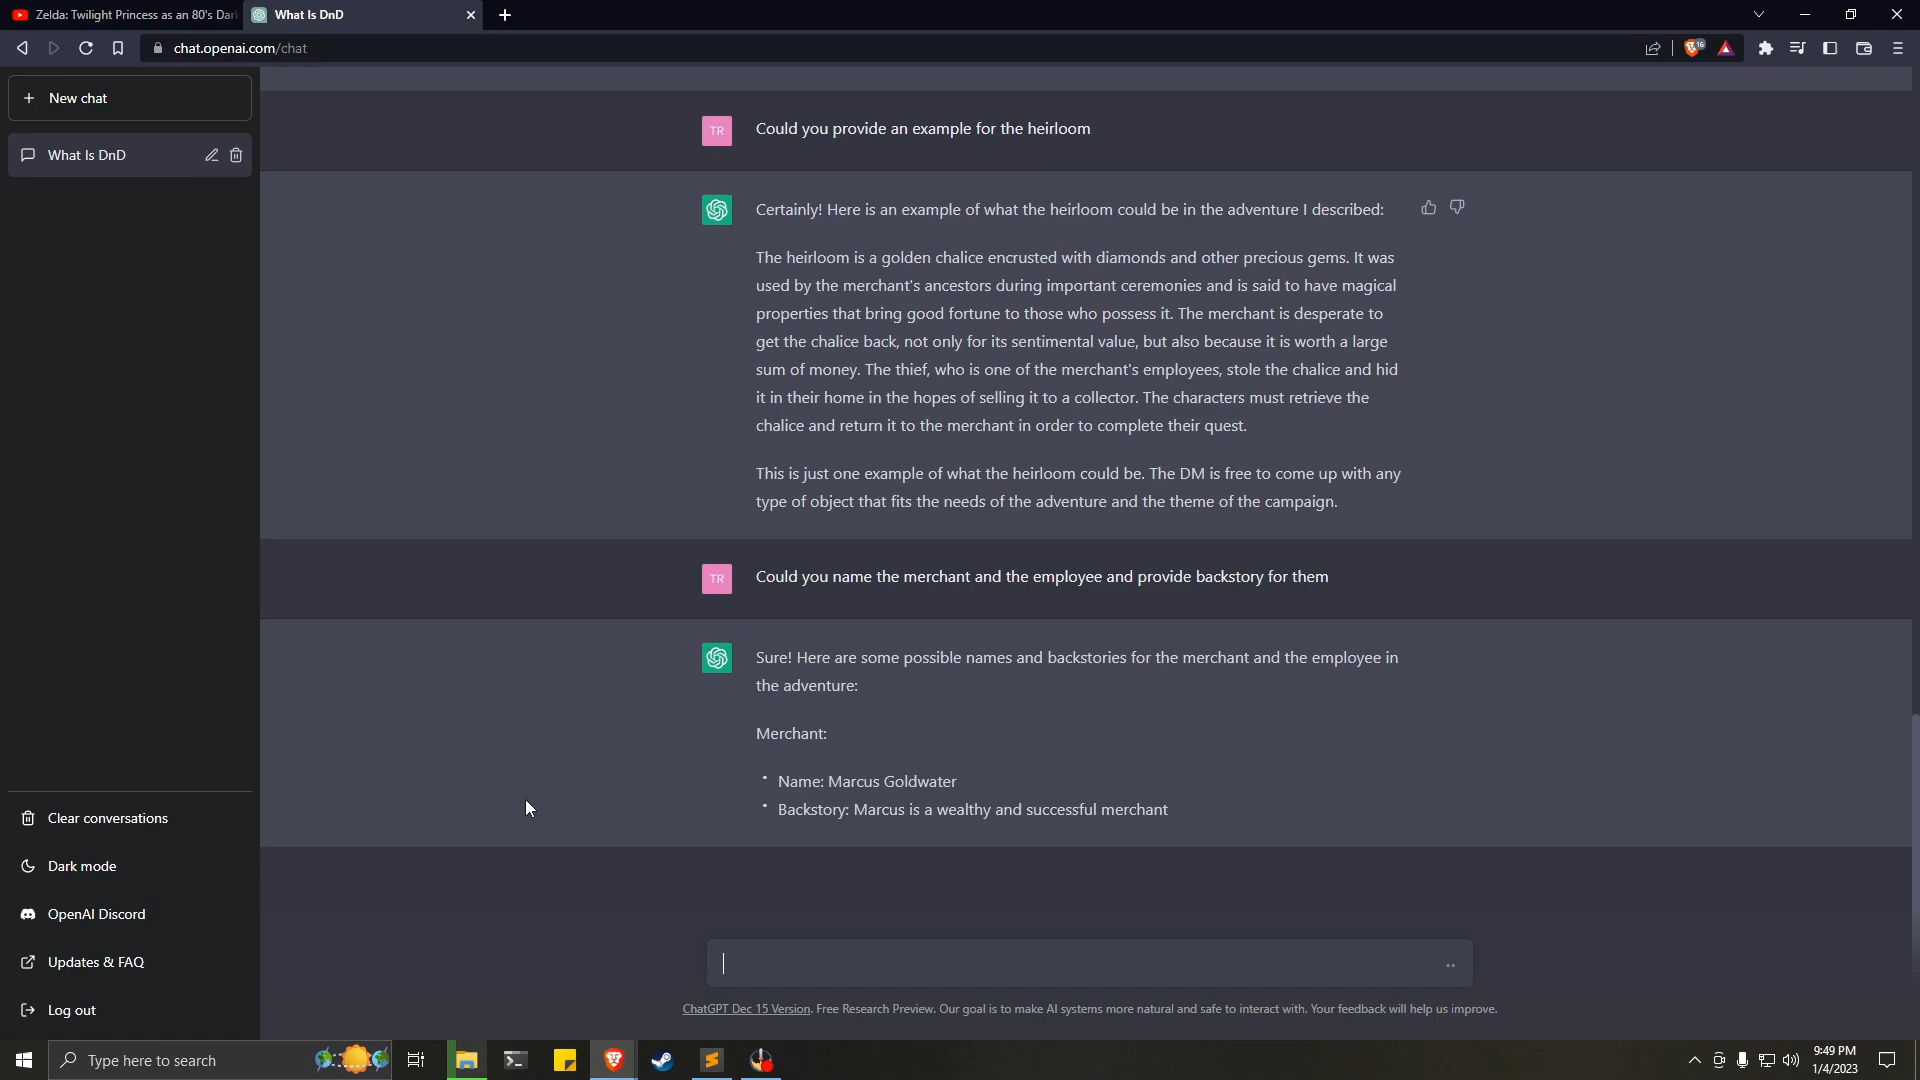 Zelda: Twilight Princess as an 80's Dar
What Is DnD
chat.openai.com/chat
16
New chat
What Is DnD
TR
Could you provide an example for the heirloom
Certainly! Here is an example of what the heirloom could be in the adventure I described:
The heirloom is a golden chalice encrusted with diamonds and other precious gems. It was
used by the merchant's ancestors during important ceremonies and is said to have magical
properties that bring good fortune to those who possess it. The merchant is desperate to
get the chalice back, not only for its sentimental value, but also because it is worth a large
sum of money. The thief, who is one of the merchant's employees, stole the chalice and hid
it in their home in the hopes of selling it to a collector. The characters must retrieve the
chalice and return it to the merchant in order to complete their quest.
This is just one example of what the heirloom could be. The DM is free to come up with any
type of object that fits the needs of the adventure and the theme of the campaign.
TR
Could you name the merchant and the employee and provide backstory for them
Sure! Here are some possible names and backstories for the merchant and the employee in
the adventure:
Merchant:
• Name: Marcus Goldwater
• Backstory: Marcus is a wealthy and successful merchant
Clear conversations
Dark mode
OpenAI Discord
Updates & FAQ
Log out
ChatGPT Dec 15 Version. Free Research Preview. Our goal is to make AI systems more natural and safe to interact with. Your feedback will help us improve.
Type here to search
9:49 PM
1/4/2023